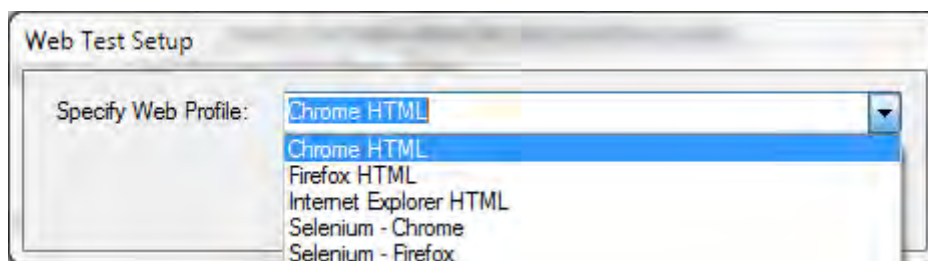 Web Test Setup
Specify Web Profile: Chrome HTML
Chrome HTML
Firefox HTML
Internet Explorer HTML
Selenium - Chrome
Selenium - Firefox